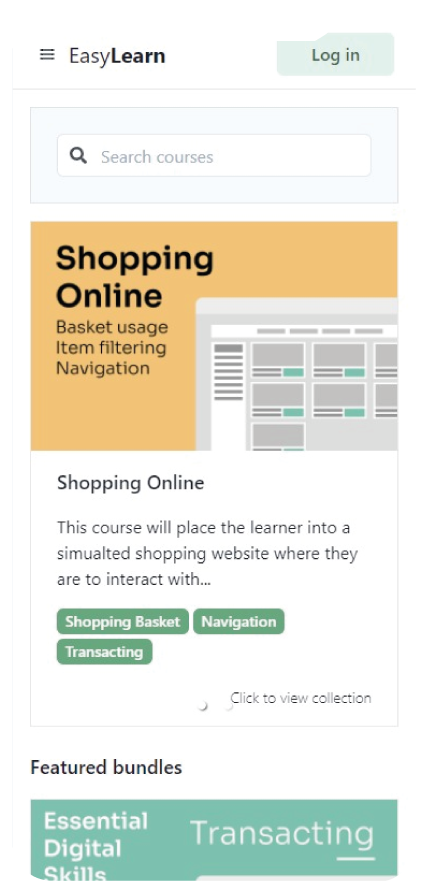 EasyLearn
Log in
Search courses
Shopping
Online
Basket usage
Item filtering
Navigation
Shopping Online
This course will place the learner into a
simualted shopping website where they
are to interact with...
Shopping Basket Navigation
Transacting
Click to view collection
Featured bundles
Essential
Digital
Skills
Transacting